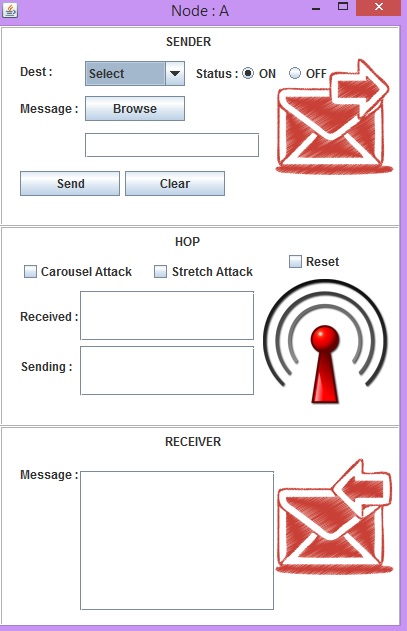 Node : A
SENDER
Dest : Select Status : ON OFF
Message : Browse
Send Clear
HOP
Reset
Carousel Attack Stretch Attack
Received :
Sending :
RECEIVER
Message :